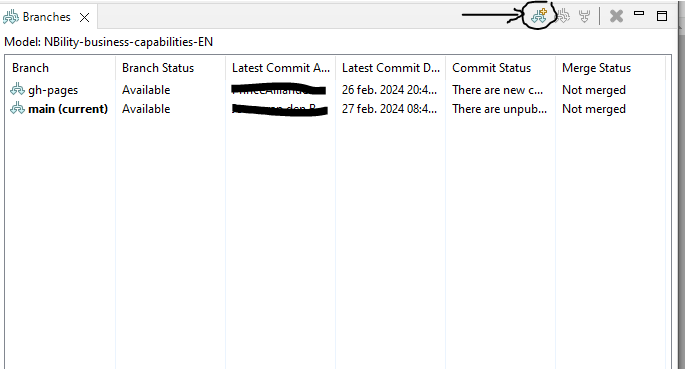 Branches
Model: NBility-business-capabilities-EN
Branch Branch Status Latest Commit A... Latest Commit D... Commit Status Merge Status
gh-pages Available 26 feb. 2024 20:4... There are new c... Not merged
main (current) Available 27 feb. 2024 08:4... There are unpub... Not merged